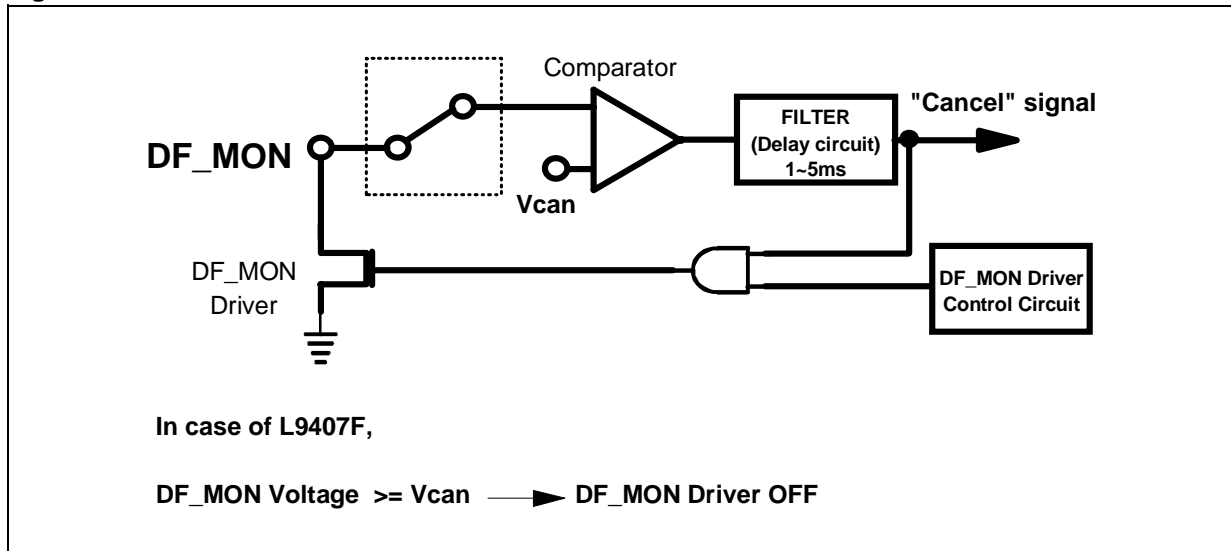 Comparator
"Cancel" signal
FILTER
(Delay circuit)
1~5ms
DF_MON
Vcan
DF_MON
Driver
DF_MON Driver
Control Circuit
In case of L9407F,
DF_MON Voltage >= Vcan DF_MON Driver OFF